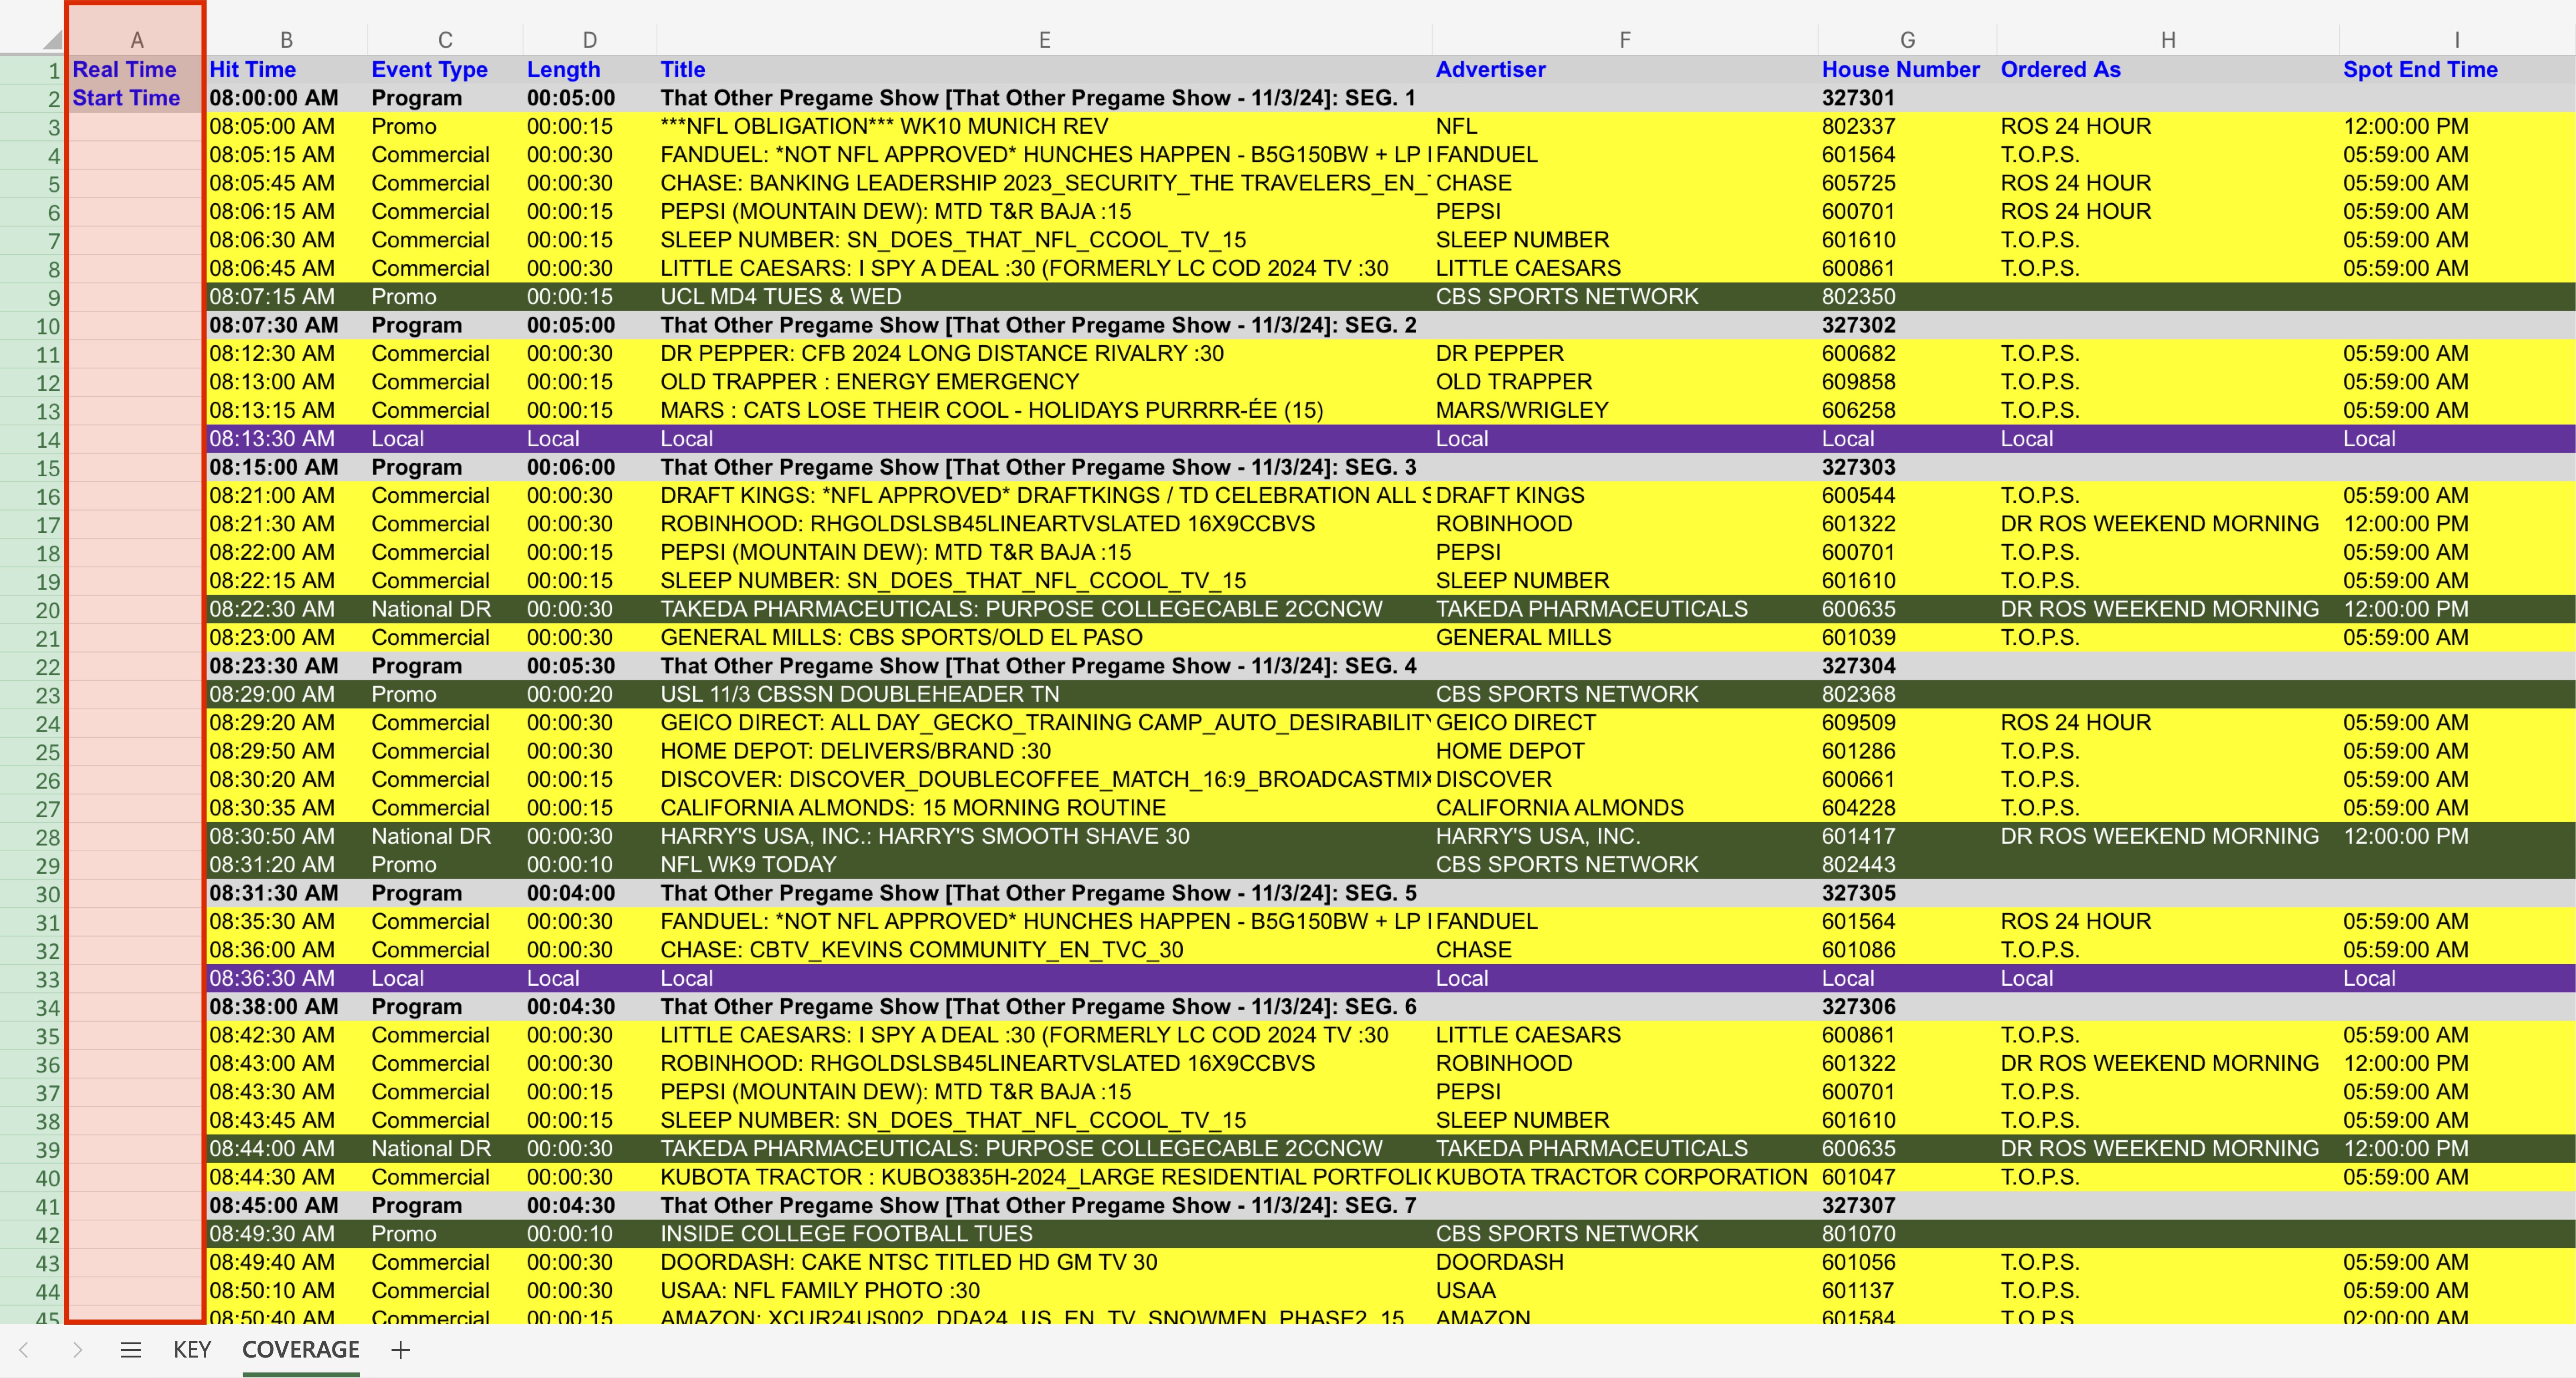 A B C D E F G H I
1 Real Time Hit Time Event Type Length Title Advertiser House Number Ordered As Spot End Time
2 Start Time 08:00:00 AM Program 00:05:00 That Other Pregame Show [That Other Pregame Show - 11/3/24]: SEG. 1 327301
3 08:05:00 AM Promo 00:00:15 ***NFL OBLIGATION*** WK10 MUNICH REV NFL 802337 ROS 24 HOUR 12:00:00 PM
4 08:05:15 AM Commercial 00:00:30 FANDUEL: *NOT NFL APPROVED* HUNCHES HAPPEN - B5G150BW + LP FANDUEL 601564 T.O.P.S. 05:59:00 AM
5 08:05:45 AM Commercial 00:00:30 CHASE: BANKING LEADERSHIP 2023_SECURITY_THE TRAVELERS_EN_ CHASE 605725 ROS 24 HOUR 05:59:00 AM
6 08:06:15 AM Commercial 00:00:15 PEPSI (MOUNTAIN DEW): MTD T&R BAJA :15 PEPSI 600701 ROS 24 HOUR 05:59:00 AM
7 08:06:30 AM Commercial 00:00:15 SLEEP NUMBER: SN_DOES_THAT_NFL_CCOOL_TV_15 SLEEP NUMBER 601610 T.O.P.S. 05:59:00 AM
8 08:06:45 AM Commercial 00:00:30 LITTLE CAESARS: I SPY A DEAL :30 (FORMERLY LC COD 2024 TV :30 LITTLE CAESARS 600861 T.O.P.S. 05:59:00 AM
9 08:07:15 AM Promo 00:00:15 UCL MD4 TUES & WED CBS SPORTS NETWORK 802350
10 08:07:30 AM Program 00:05:00 That Other Pregame Show [That Other Pregame Show - 11/3/24]: SEG. 2 327302
11 08:12:30 AM Commercial 00:00:30 DR PEPPER: CFB 2024 LONG DISTANCE RIVALRY :30 DR PEPPER 600682 T.O.P.S. 05:59:00 AM
12 08:13:00 AM Commercial 00:00:15 OLD TRAPPER : ENERGY EMERGENCY OLD TRAPPER 609858 T.O.P.S. 05:59:00 AM
13 08:13:15 AM Commercial 00:00:15 MARS : CATS LOSE THEIR COOL - HOLIDAYS PURRRR-ÉE (15) MARS/WRIGLEY 606258 T.O.P.S. 05:59:00 AM
14 08:13:30 AM Local Local Local Local Local Local Local
15 08:15:00 AM Program 00:06:00 That Other Pregame Show [That Other Pregame Show - 11/3/24]: SEG. 3 327303
16 08:21:00 AM Commercial 00:00:30 DRAFT KINGS: *NFL APPROVED* DRAFTKINGS / TD CELEBRATION ALL S DRAFT KINGS 600544 T.O.P.S. 05:59:00 AM
17 08:21:30 AM Commercial 00:00:30 ROBINHOOD: RHGOLDSLSB45LINEARTVSLATED 16X9CCBVS ROBINHOOD 601322 DR ROS WEEKEND MORNING 12:00:00 PM
18 08:22:00 AM Commercial 00:00:15 PEPSI (MOUNTAIN DEW): MTD T&R BAJA :15 PEPSI 600701 T.O.P.S. 05:59:00 AM
19 08:22:15 AM Commercial 00:00:15 SLEEP NUMBER: SN_DOES_THAT_NFL_CCOOL_TV_15 SLEEP NUMBER 601610 T.O.P.S. 05:59:00 AM
20 08:22:30 AM National DR 00:00:30 TAKEDA PHARMACEUTICALS: PURPOSE COLLEGECABLE 2CCNCW TAKEDA PHARMACEUTICALS 600635 DR ROS WEEKEND MORNING 12:00:00 PM
21 08:23:00 AM Commercial 00:00:30 GENERAL MILLS: CBS SPORTS/OLD EL PASO GENERAL MILLS 601039 T.O.P.S. 05:59:00 AM
22 08:23:30 AM Program 00:05:30 That Other Pregame Show [That Other Pregame Show - 11/3/24]: SEG. 4 327304
23 08:29:00 AM Promo 00:00:20 USL 11/3 CBSSN DOUBLEHEADER TN CBS SPORTS NETWORK 802368
24 08:29:20 AM Commercial 00:00:30 GEICO DIRECT: ALL DAY_GECKO_TRAINING CAMP_AUTO_DESIRABILITY GEICO DIRECT 609509 ROS 24 HOUR 05:59:00 AM
25 08:29:50 AM Commercial 00:00:30 HOME DEPOT: DELIVERS/BRAND :30 HOME DEPOT 601286 T.O.P.S. 05:59:00 AM
26 08:30:20 AM Commercial 00:00:15 DISCOVER: DISCOVER_DOUBLECOFFEE_MATCH_16:9_BROADCASTMIX DISCOVER 600661 T.O.P.S. 05:59:00 AM
27 08:30:35 AM Commercial 00:00:15 CALIFORNIA ALMONDS: 15 MORNING ROUTINE CALIFORNIA ALMONDS 604228 T.O.P.S. 05:59:00 AM
28 08:30:50 AM National DR 00:00:30 HARRY'S USA, INC.: HARRY'S SMOOTH SHAVE 30 HARRY'S USA, INC. 601417 DR ROS WEEKEND MORNING 12:00:00 PM
29 08:31:20 AM Promo 00:00:10 NFL WK9 TODAY CBS SPORTS NETWORK 802443
30 08:31:30 AM Program 00:04:00 That Other Pregame Show [That Other Pregame Show - 11/3/24]: SEG. 5 327305
31 08:35:30 AM Commercial 00:00:30 FANDUEL: *NOT NFL APPROVED* HUNCHES HAPPEN - B5G150BW + LP FANDUEL 601564 ROS 24 HOUR 05:59:00 AM
32 08:36:00 AM Commercial 00:00:30 CHASE: CBTV_KEVINS COMMUNITY_EN_TVC_30 CHASE 601086 T.O.P.S. 05:59:00 AM
33 08:36:30 AM Local Local Local Local Local Local Local
34 08:38:00 AM Program 00:04:30 That Other Pregame Show [That Other Pregame Show - 11/3/24]: SEG. 6 327306
35 08:42:30 AM Commercial 00:00:30 LITTLE CAESARS: I SPY A DEAL :30 (FORMERLY LC COD 2024 TV :30 LITTLE CAESARS 600861 T.O.P.S. 05:59:00 AM
36 08:43:00 AM Commercial 00:00:30 ROBINHOOD: RHGOLDSLSB45LINEARTVSLATED 16X9CCBVS ROBINHOOD 601322 DR ROS WEEKEND MORNING 12:00:00 PM
37 08:43:30 AM Commercial 00:00:15 PEPSI (MOUNTAIN DEW): MTD T&R BAJA :15 PEPSI 600701 T.O.P.S. 05:59:00 AM
38 08:43:45 AM Commercial 00:00:15 SLEEP NUMBER: SN_DOES_THAT_NFL_CCOOL_TV_15 SLEEP NUMBER 601610 T.O.P.S. 05:59:00 AM
39 08:44:00 AM National DR 00:00:30 TAKEDA PHARMACEUTICALS: PURPOSE COLLEGECABLE 2CCNCW TAKEDA PHARMACEUTICALS 600635 DR ROS WEEKEND MORNING 12:00:00 PM
40 08:44:30 AM Commercial 00:00:30 KUBOTA TRACTOR : KUBO3835H-2024_LARGE RESIDENTIAL PORTFOLIO KUBOTA TRACTOR CORPORATION 601047 T.O.P.S. 05:59:00 AM
41 08:45:00 AM Program 00:04:30 That Other Pregame Show [That Other Pregame Show - 11/3/24]: SEG. 7 327307
42 08:49:30 AM Promo 00:00:10 INSIDE COLLEGE FOOTBALL TUES CBS SPORTS NETWORK 801070
43 08:49:40 AM Commercial 00:00:30 DOORDASH: CAKE NTSC TITLED HD GM TV 30 DOORDASH 601056 T.O.P.S. 05:59:00 AM
44 08:50:10 AM Commercial 00:00:30 USAA: NFL FAMILY PHOTO :30 USAA 601137 T.O.P.S. 05:59:00 AM
45 08:50:40 AM Commercial 00:00:15 AMAZON: XCUR24US002_DDA24_US_EN_TV_SNOWMEN_PHASE2_15 AMAZON 601584 T.O.P.S. 02:00:00 AM
KEY COVERAGE +